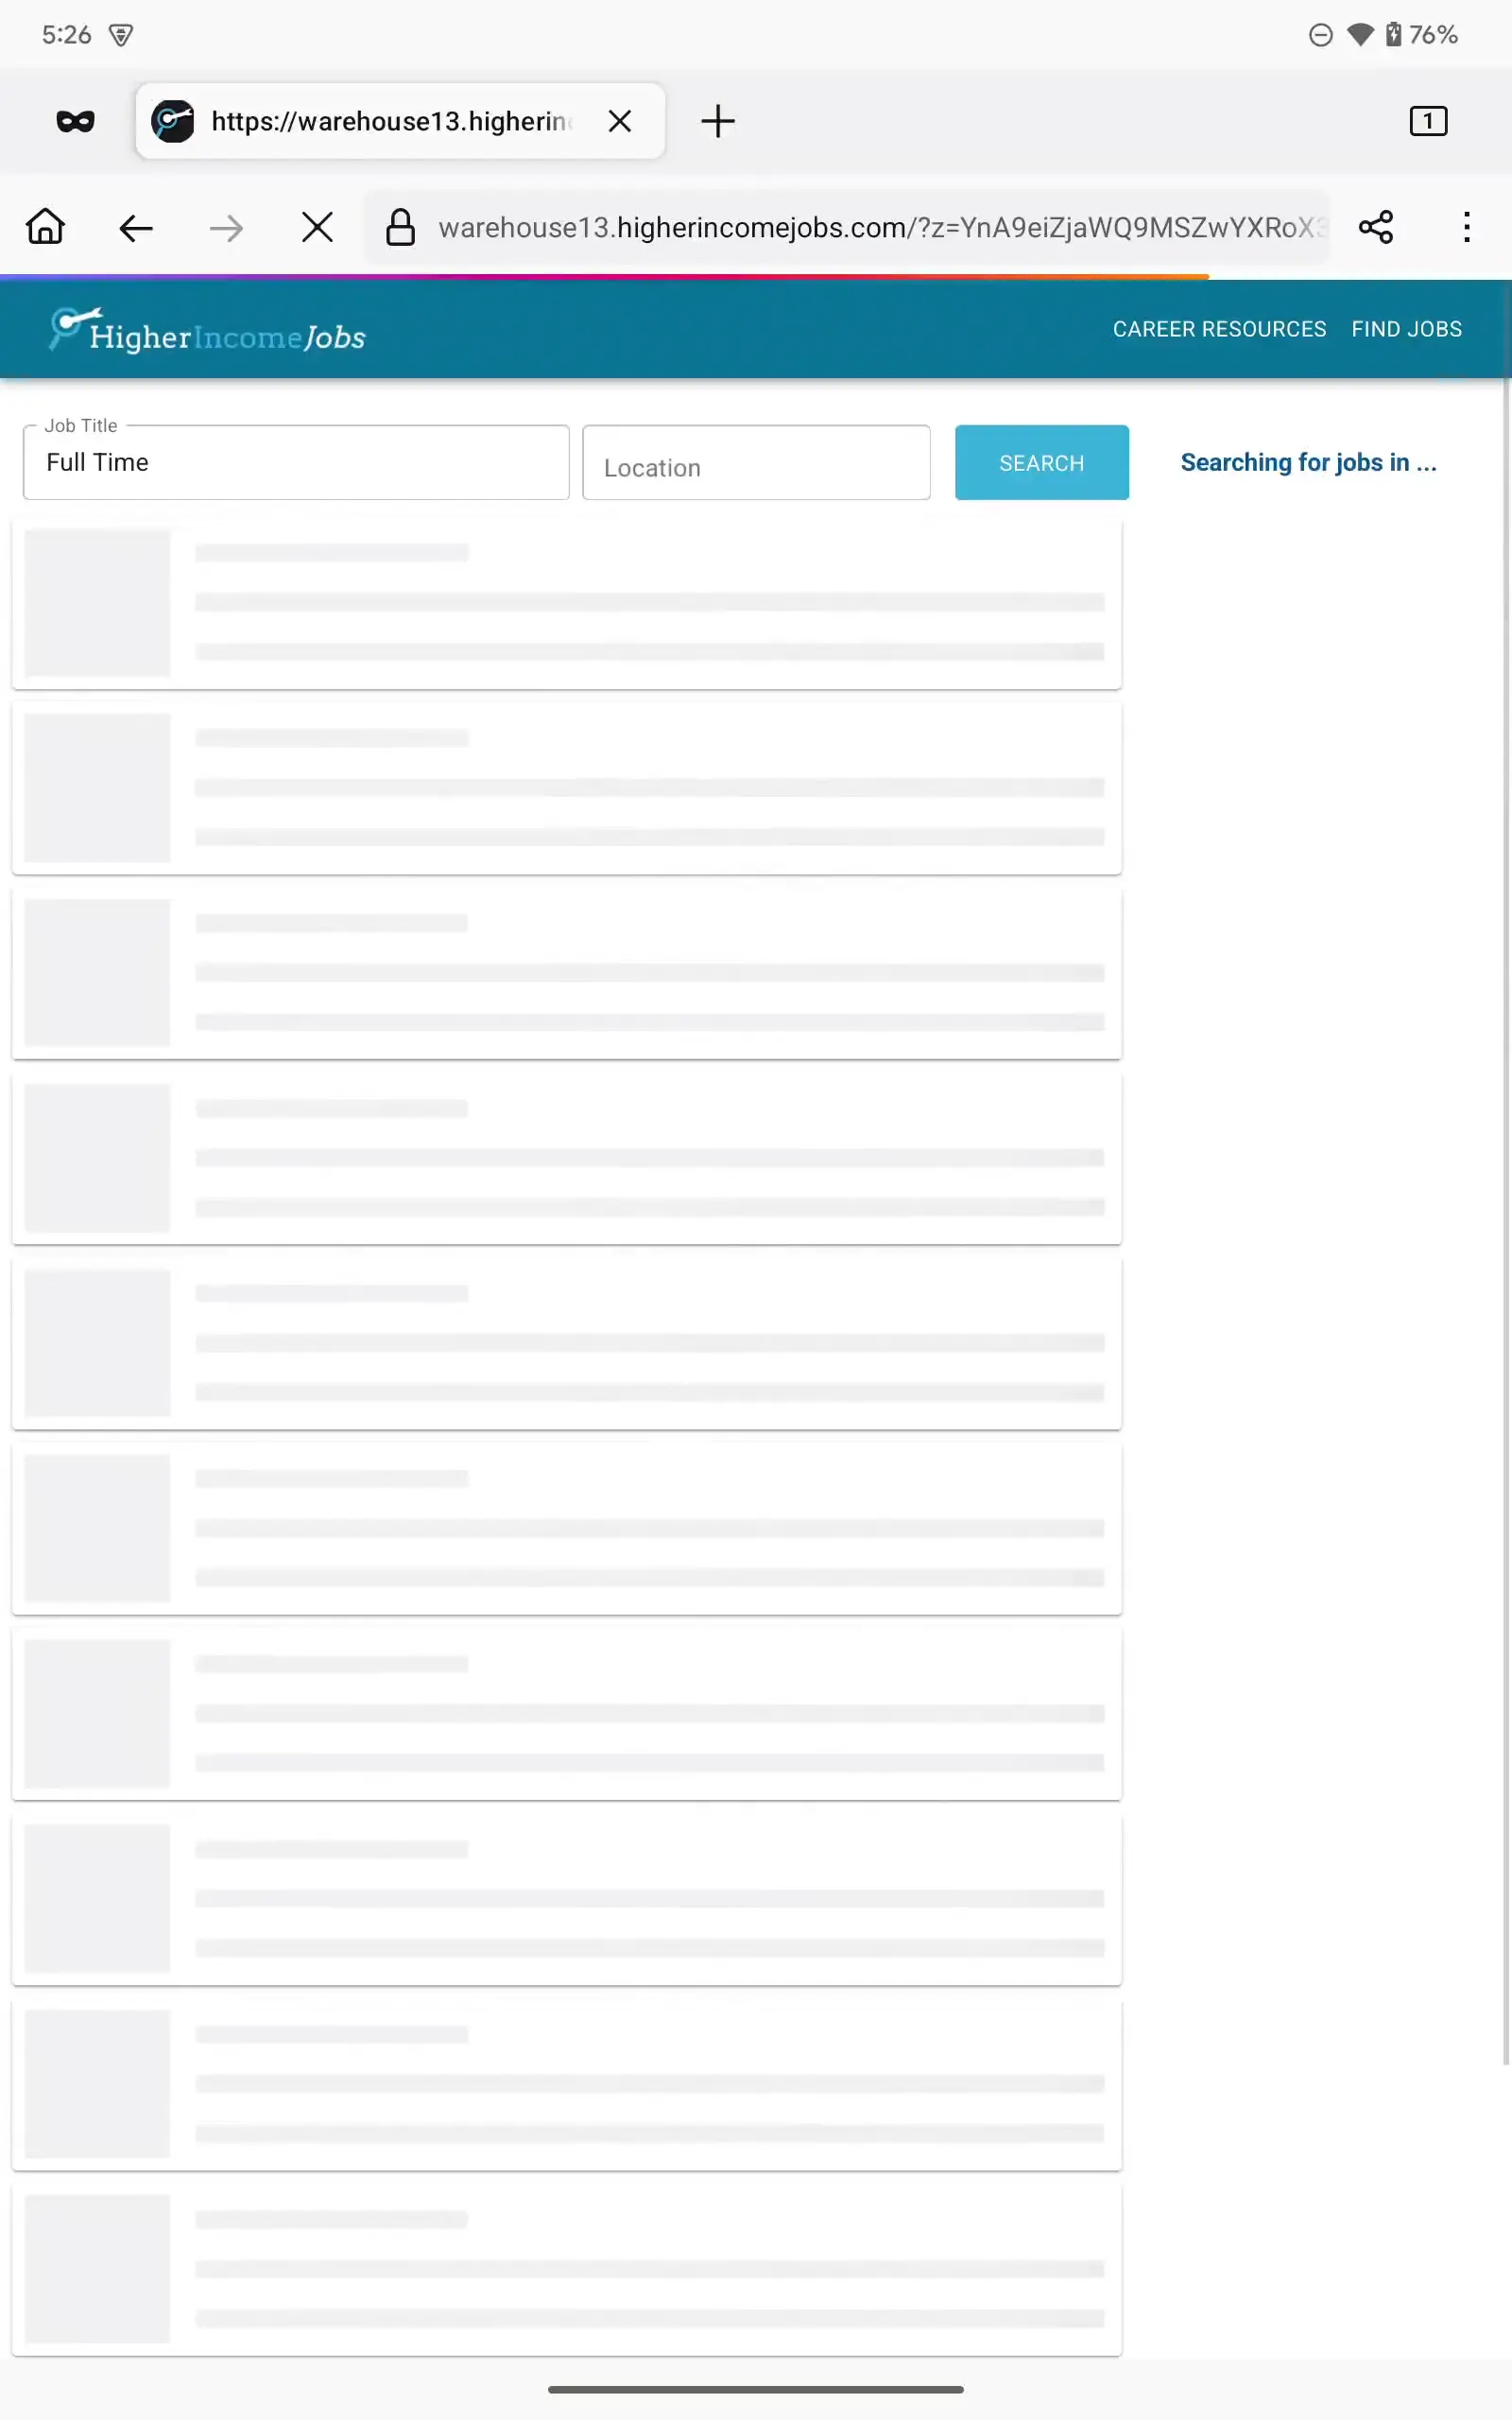 5:26
76%
https://warehouse13.higherin
1
warehouse13.higherincomejobs.com/?z=YnA9eiZjaWQ9MSZwYXRoX3
HigherIncomeJobs
CAREER RESOURCES FIND JOBS
Job Title
Full Time
Location
SEARCH
Searching for jobs in ...